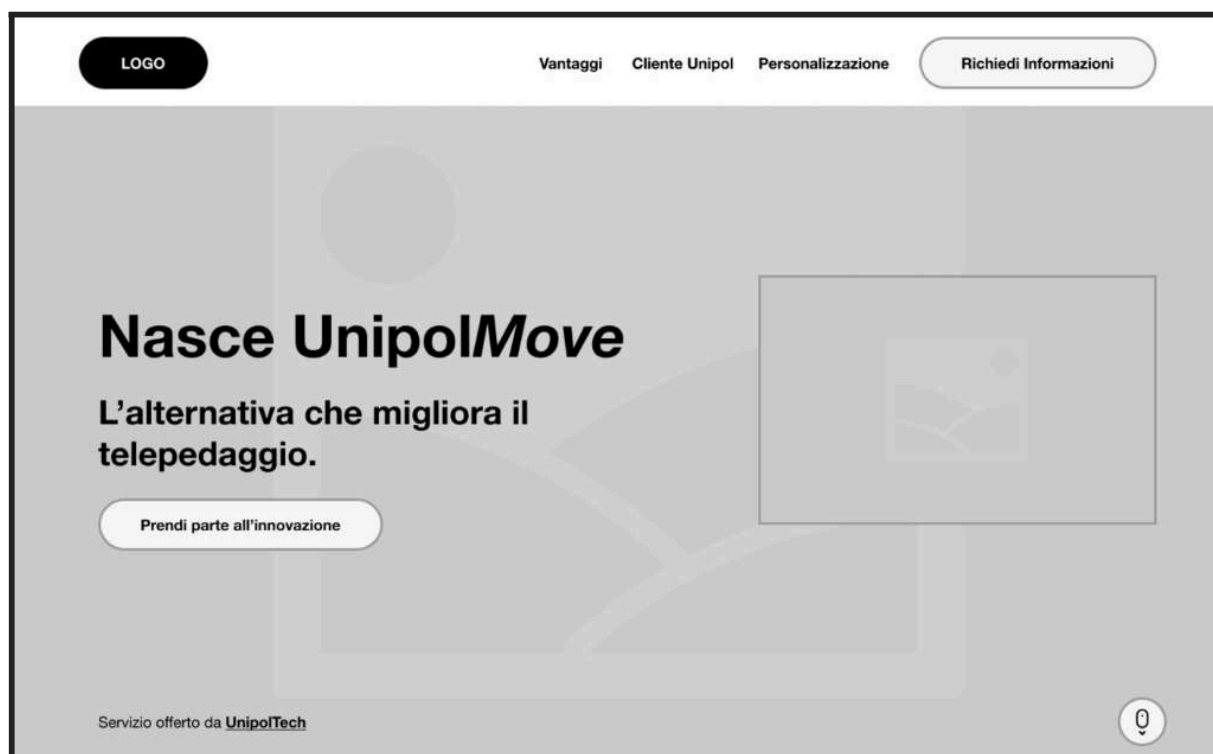 LOGO
Vantaggi Cliente Unipol Personalizzazione Richiedi Informazioni
Nasce UnipolMove
L’alternativa che migliora il
telepedaggio.
Prendi parte all’innovazione
Servizio offerto da UnipolTech